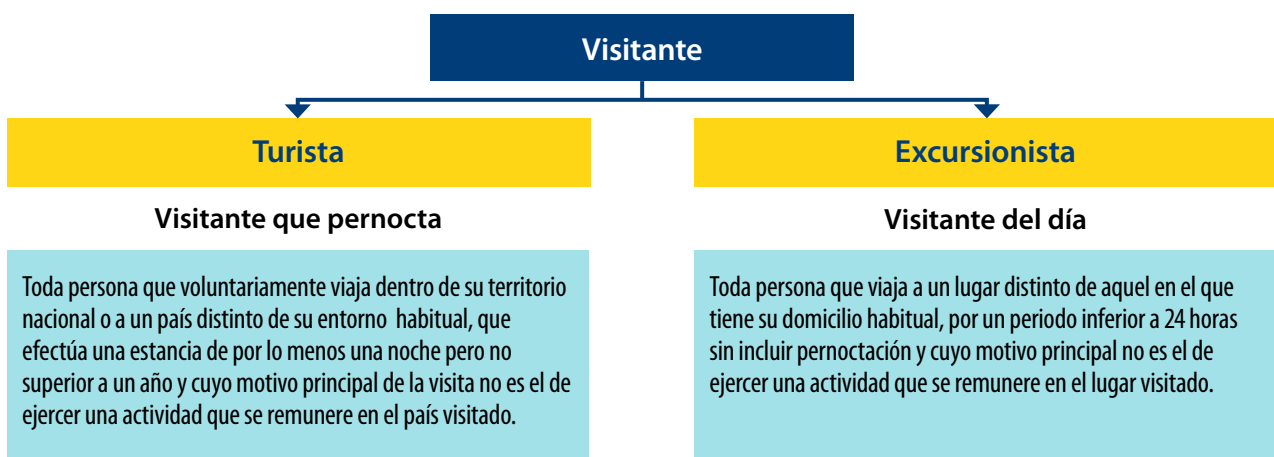 Visitante
Turista
Visitante que pernocta
Toda persona que voluntariamente viaja dentro de su territorio
nacional o a un país distinto de su entorno habitual, que
efectúa una estancia de por lo menos una noche pero no
superior a un año y cuyo motivo principal de la visita no es el de
ejercer una actividad que se remunere en el país visitado.
Excursionista
Visitante del día
Toda persona que viaja a un lugar distinto de aquel en el que
tiene su domicilio habitual, por un periodo inferior a 24 horas
sin incluir pernoctación y cuyo motivo principal no es el de
ejercer una actividad que se remunere en el lugar visitado.